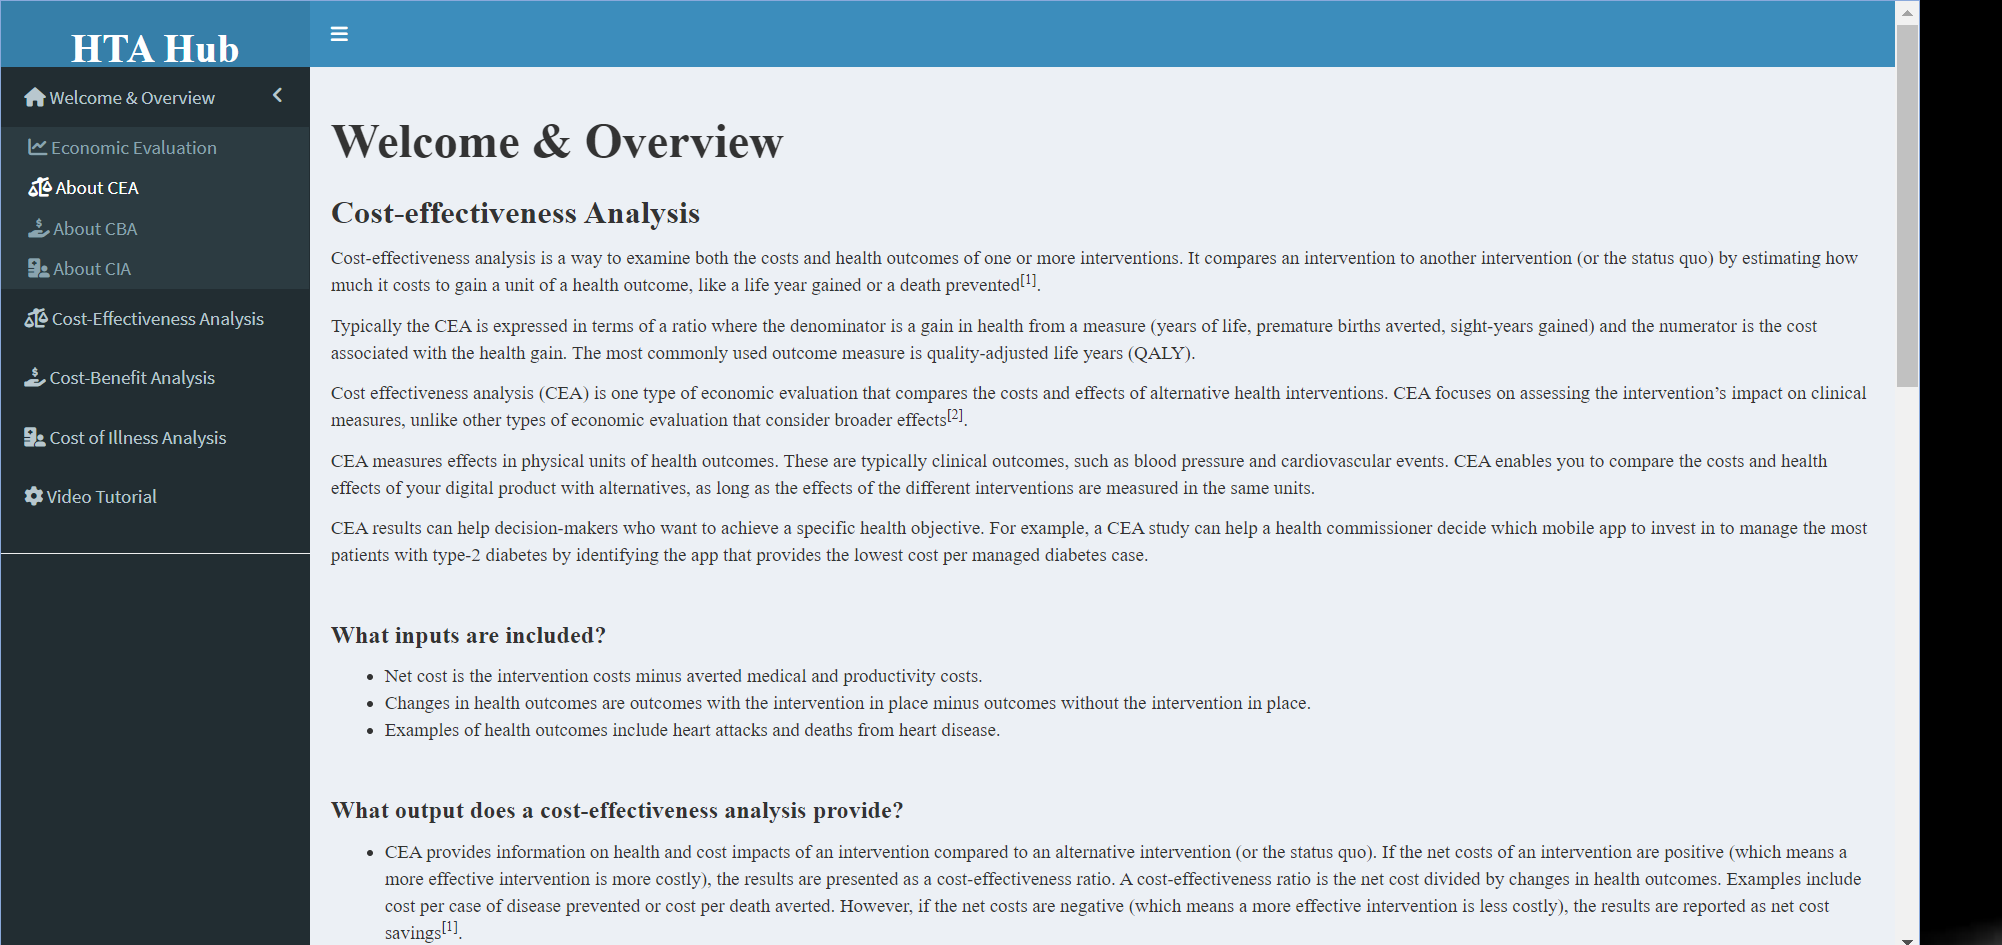 HTA Hub
Welcome & Overview
Economic Evaluation
About CEA
About CBA
About CIA
Cost-Effectiveness Analysis
Cost-Benefit Analysis
Cost of Illness Analysis
Video Tutorial
Welcome & Overview
Cost-effectiveness Analysis
Cost-effectiveness analysis is a way to examine both the costs and health outcomes of one or more interventions. It compares an intervention to another intervention (or the status quo) by estimating how
much it costs to gain a unit of a health outcome, like a life year gained or a death prevented[1].
Typically the CEA is expressed in terms of a ratio where the denominator is a gain in health from a measure (years of life, premature births averted, sight-years gained) and the numerator is the cost
associated with the health gain. The most commonly used outcome measure is quality-adjusted life years (QALY).
Cost effectiveness analysis (CEA) is one type of economic evaluation that compares the costs and effects of alternative health interventions. CEA focuses on assessing the intervention’s impact on clinical
measures, unlike other types of economic evaluation that consider broader effects[2].
CEA measures effects in physical units of health outcomes. These are typically clinical outcomes, such as blood pressure and cardiovascular events. CEA enables you to compare the costs and health
effects of your digital product with alternatives, as long as the effects of the different interventions are measured in the same units.
CEA results can help decision-makers who want to achieve a specific health objective. For example, a CEA study can help a health commissioner decide which mobile app to invest in to manage the most
patients with type-2 diabetes by identifying the app that provides the lowest cost per managed diabetes case.
What inputs are included?
• Net cost is the intervention costs minus averted medical and productivity costs.
• Changes in health outcomes are outcomes with the intervention in place minus outcomes without the intervention in place.
• Examples of health outcomes include heart attacks and deaths from heart disease.
What output does a cost-effectiveness analysis provide?
• CEA provides information on health and cost impacts of an intervention compared to an alternative intervention (or the status quo). If the net costs of an intervention are positive (which means a
more effective intervention is more costly), the results are presented as a cost-effectiveness ratio. A cost-effectiveness ratio is the net cost divided by changes in health outcomes. Examples include
cost per case of disease prevented or cost per death averted. However, if the net costs are negative (which means a more effective intervention is less costly), the results are reported as net cost
savings[1].